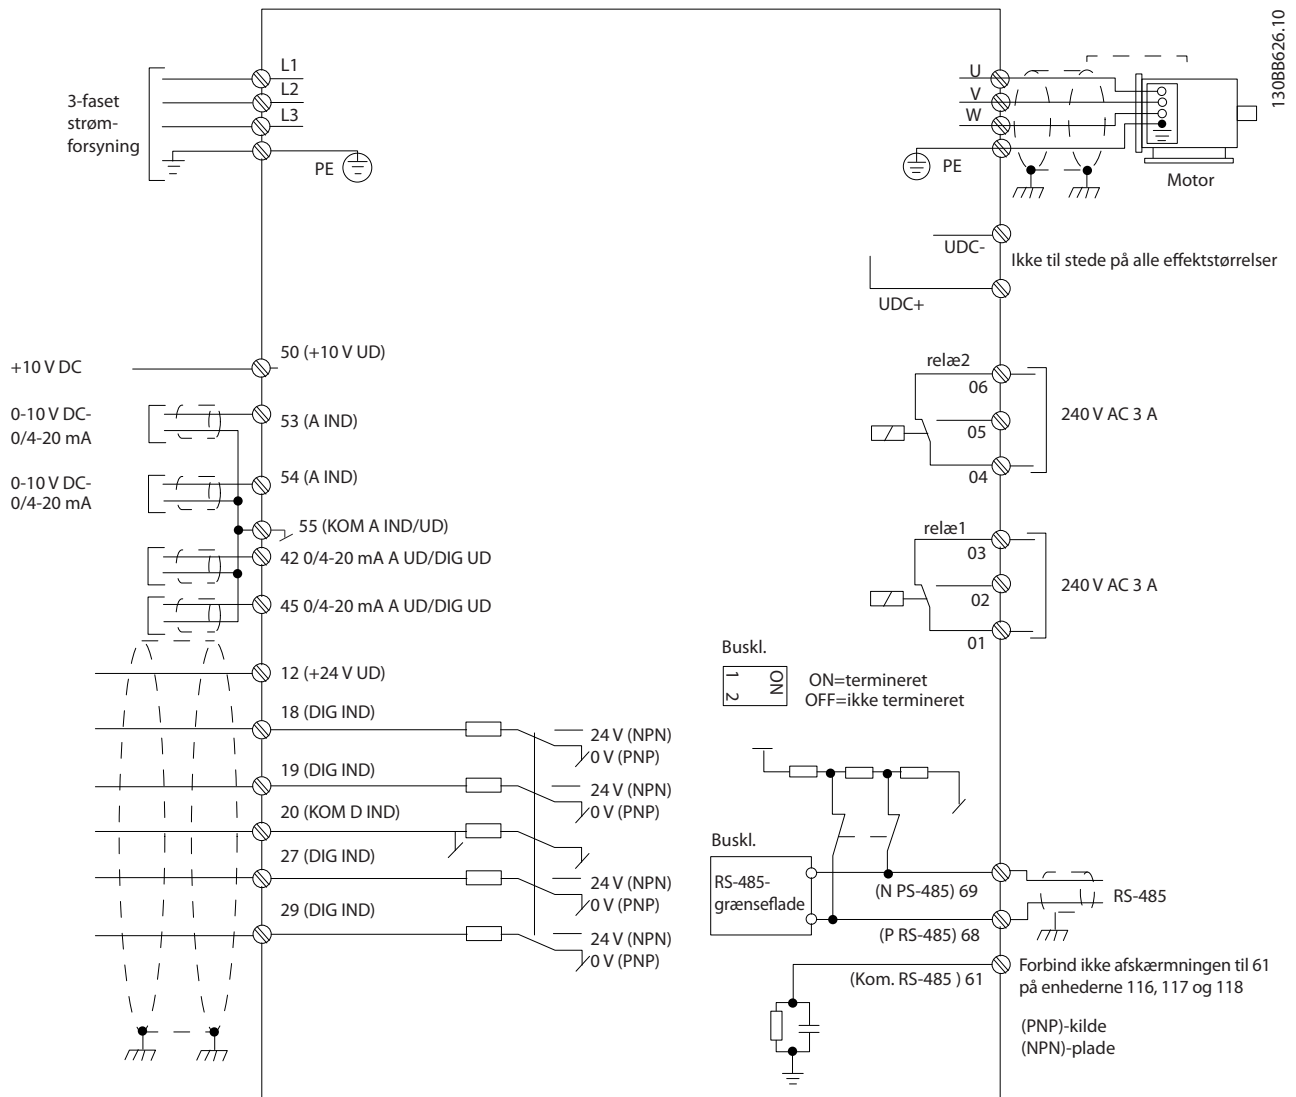 130BB626.10
3-faset
strøm-
forsyning
L1
L2
L3
PE
U
V
W
PE
Motor
UDC-
Ikke til stede på alle effektstørrelser
UDC+
+10 V DC
50 (+10 V UD)
0-10 V DC-
0/4-20 mA
53 (A IND)
0-10 V DC-
0/4-20 mA
54 (A IND)
55 (KOM A IND/UD)
42 0/4-20 mA A UD/DIG UD
45 0/4-20 mA A UD/DIG UD
relæ2
06
05
04
240 V AC 3 A
relæ1
03
02
01
240 V AC 3 A
12 (+24 V UD)
18 (DIG IND)
24 V (NPN)
0 V (PNP)
19 (DIG IND)
24 V (NPN)
0 V (PNP)
20 (KOM D IND)
27 (DIG IND)
24 V (NPN)
0 V (PNP)
29 (DIG IND)
24 V (NPN)
0 V (PNP)
Buskl.
1
2
ON
ON=termineret
OFF=ikke termineret
Buskl.
RS-485-
grænseflade
(N PS-485) 69
RS-485
(P RS-485) 68
(Kom. RS-485 ) 61
Forbind ikke afskærmningen til 61
på enhederne 116, 117 og 118
(PNP)-kilde
(NPN)-plade